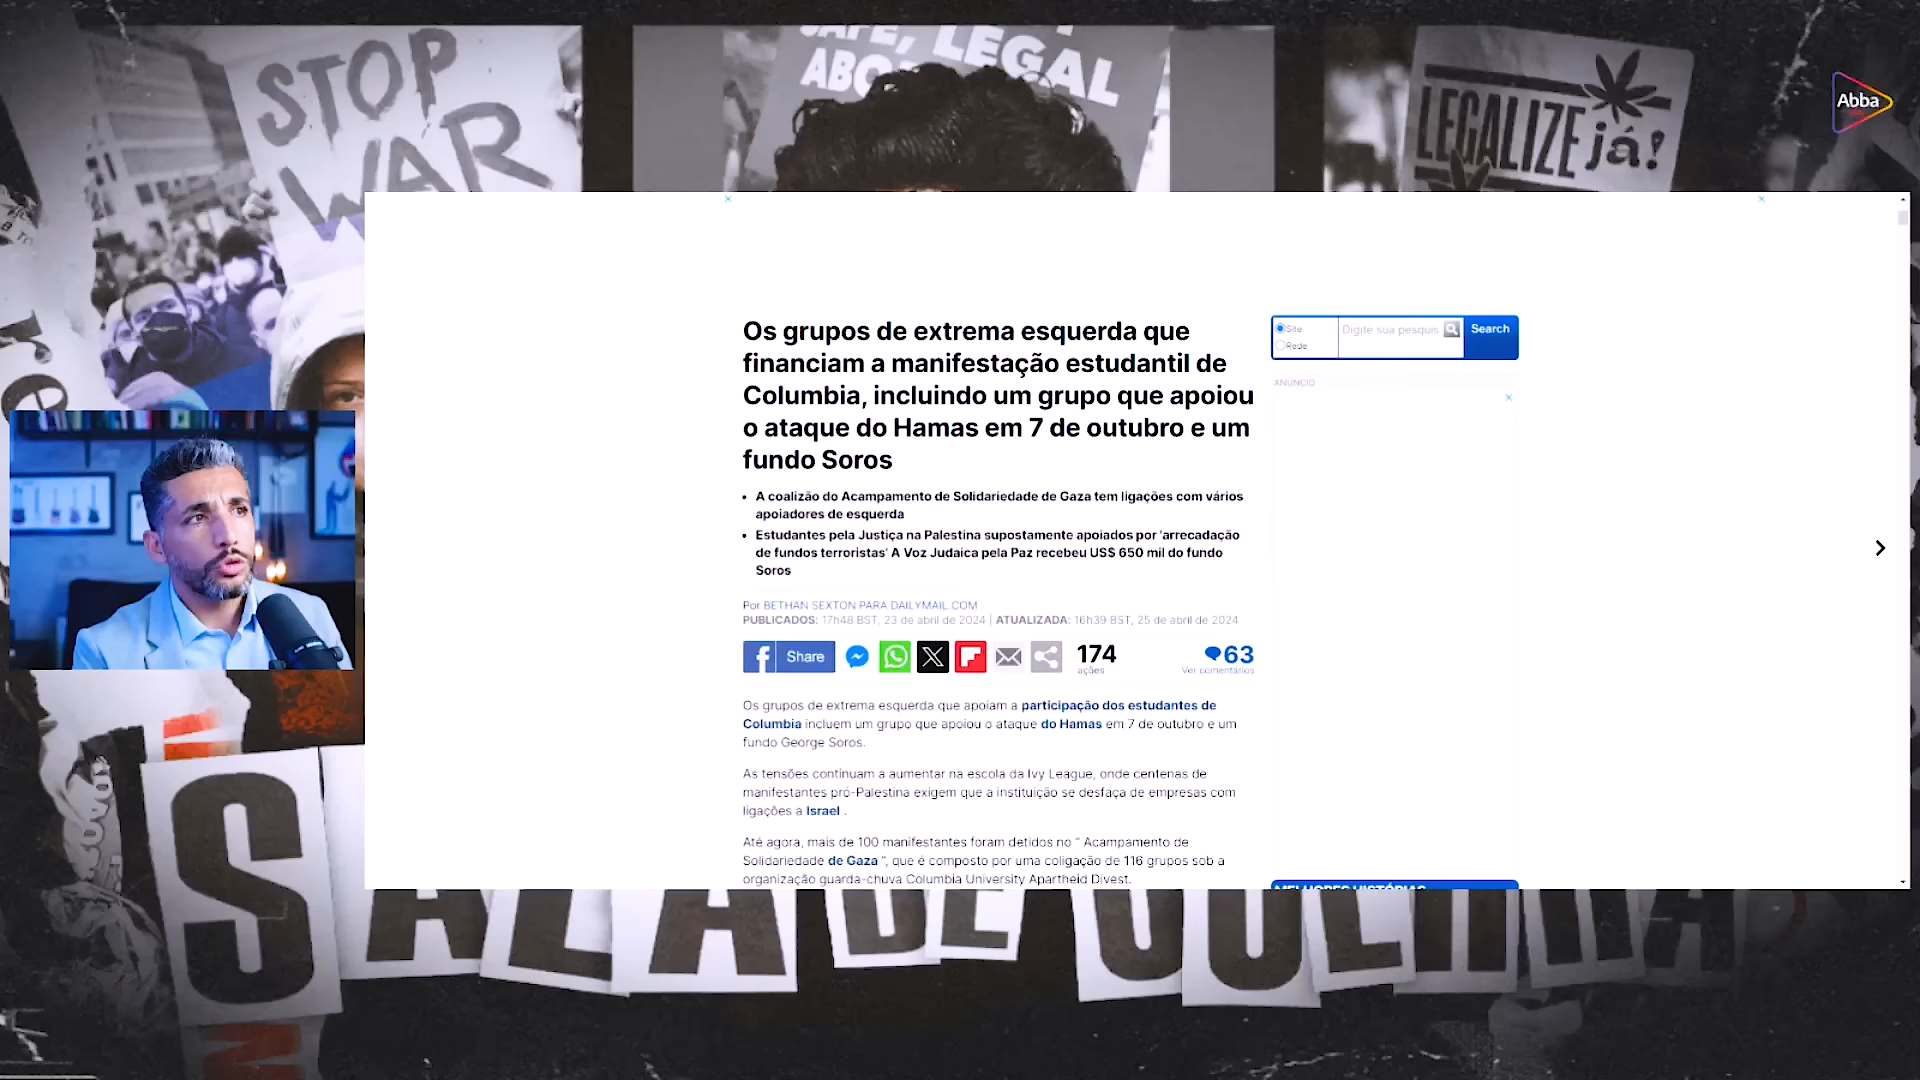 STOP
WAR
SAFE, LEGAL
LEGALIZE já!
Abba
Os grupos de extrema esquerda que
financiam a manifestação estudantil de
Columbia, incluindo um grupo que apoiou
o ataque do Hamas em 7 de outubro e um
fundo Soros
• A coalizão do Acampamento de Solidariedade de Gaza tem ligações com vários
apoiadores de esquerda
• Estudantes pela Justiça na Palestina supostamente apoiados por 'arrecadação
de fundos terroristas' A Voz Judaica pela Paz recebeu US$ 650 mil do fundo
Soros
Por BETHAN SEXTON PARA DAILYMAIL.COM
PUBLICADOS: 17h48 BST, 23 de abril de 2024 | ATUALIZADA: 16h39 BST, 25 de abril de 2024
Share
174
ações
63
Ver comentários
Os grupos de extrema esquerda que apoiam a participação dos estudantes de
Columbia incluem um grupo que apoiou o ataque do Hamas em 7 de outubro e um
fundo George Soros.
As tensões continuam a aumentar na escola da Ivy League, onde centenas de
manifestantes pró-Palestina exigem que a instituição se desfaça de empresas com
ligações a Israel .
Até agora, mais de 100 manifestantes foram detidos no " Acampamento de
Solidariedade de Gaza ", que é composto por uma coligação de 116 grupos sob a
organização guarda-chuva Columbia University Apartheid Divest.
Site
Rede
Digite sua pesquis
Search
ANÚNCIO
MELHORES HISTÓRIAS
SALA DE